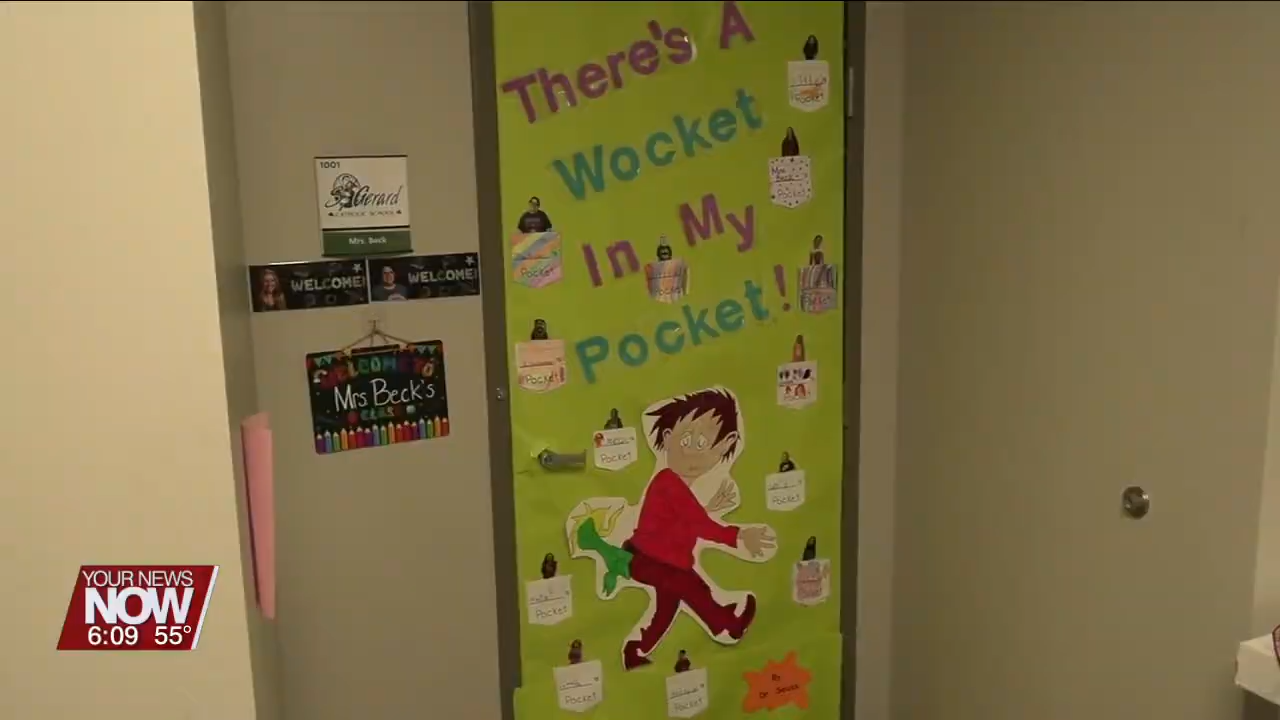 There's A
Wocket
In My
Pocket!
1001
St Gerard
CATHOLIC SCHOOL
Mrs. Beck
WELCOME!
WELCOME!
WELCOME TO
Mrs. Beck's
CLASS
Pocket
Mrs. Beck
Pocket
Pocket
Pocket
Pocket
Pocket!
Pocket
Pocket
Pocket
Pocket
Pocket
By
Dr. Seuss
YOUR NEWS
NOW
6:09 55°